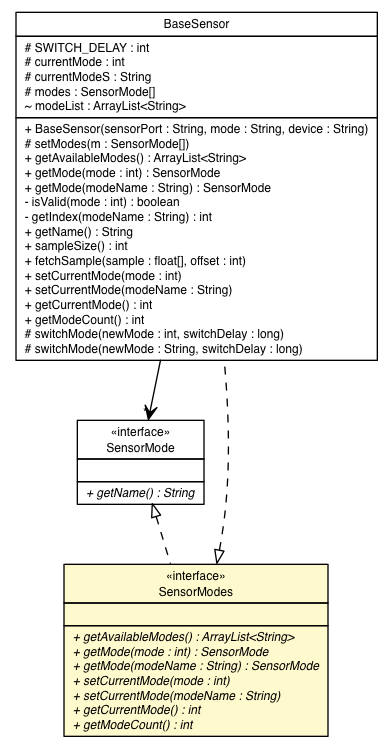 BaseSensor
# SWITCH_DELAY : int
# currentMode : int
# currentModeS : String
# modes : SensorMode[]
~ modeList : ArrayList<String>
+ BaseSensor(sensorPort : String, mode : String, device : String)
# setModes(m : SensorMode[])
+ getAvailableModes() : ArrayList<String>
+ getMode(mode : int) : SensorMode
+ getMode(modeName : String) : SensorMode
- isValid(mode : int) : boolean
- getIndex(modeName : String) : int
+ getName() : String
+ sampleSize() : int
+ fetchSample(sample : float[], offset : int)
+ setCurrentMode(mode : int)
+ setCurrentMode(modeName : String)
+ getCurrentMode() : int
+ getModeCount() : int
# switchMode(newMode : int, switchDelay : long)
# switchMode(newMode : String, switchDelay : long)
«interface»
SensorMode
+ getName() : String
«interface»
SensorModes
+ getAvailableModes() : ArrayList<String>
+ getMode(mode : int) : SensorMode
+ getMode(modeName : String) : SensorMode
+ setCurrentMode(mode : int)
+ setCurrentMode(modeName : String)
+ getCurrentMode() : int
+ getModeCount() : int